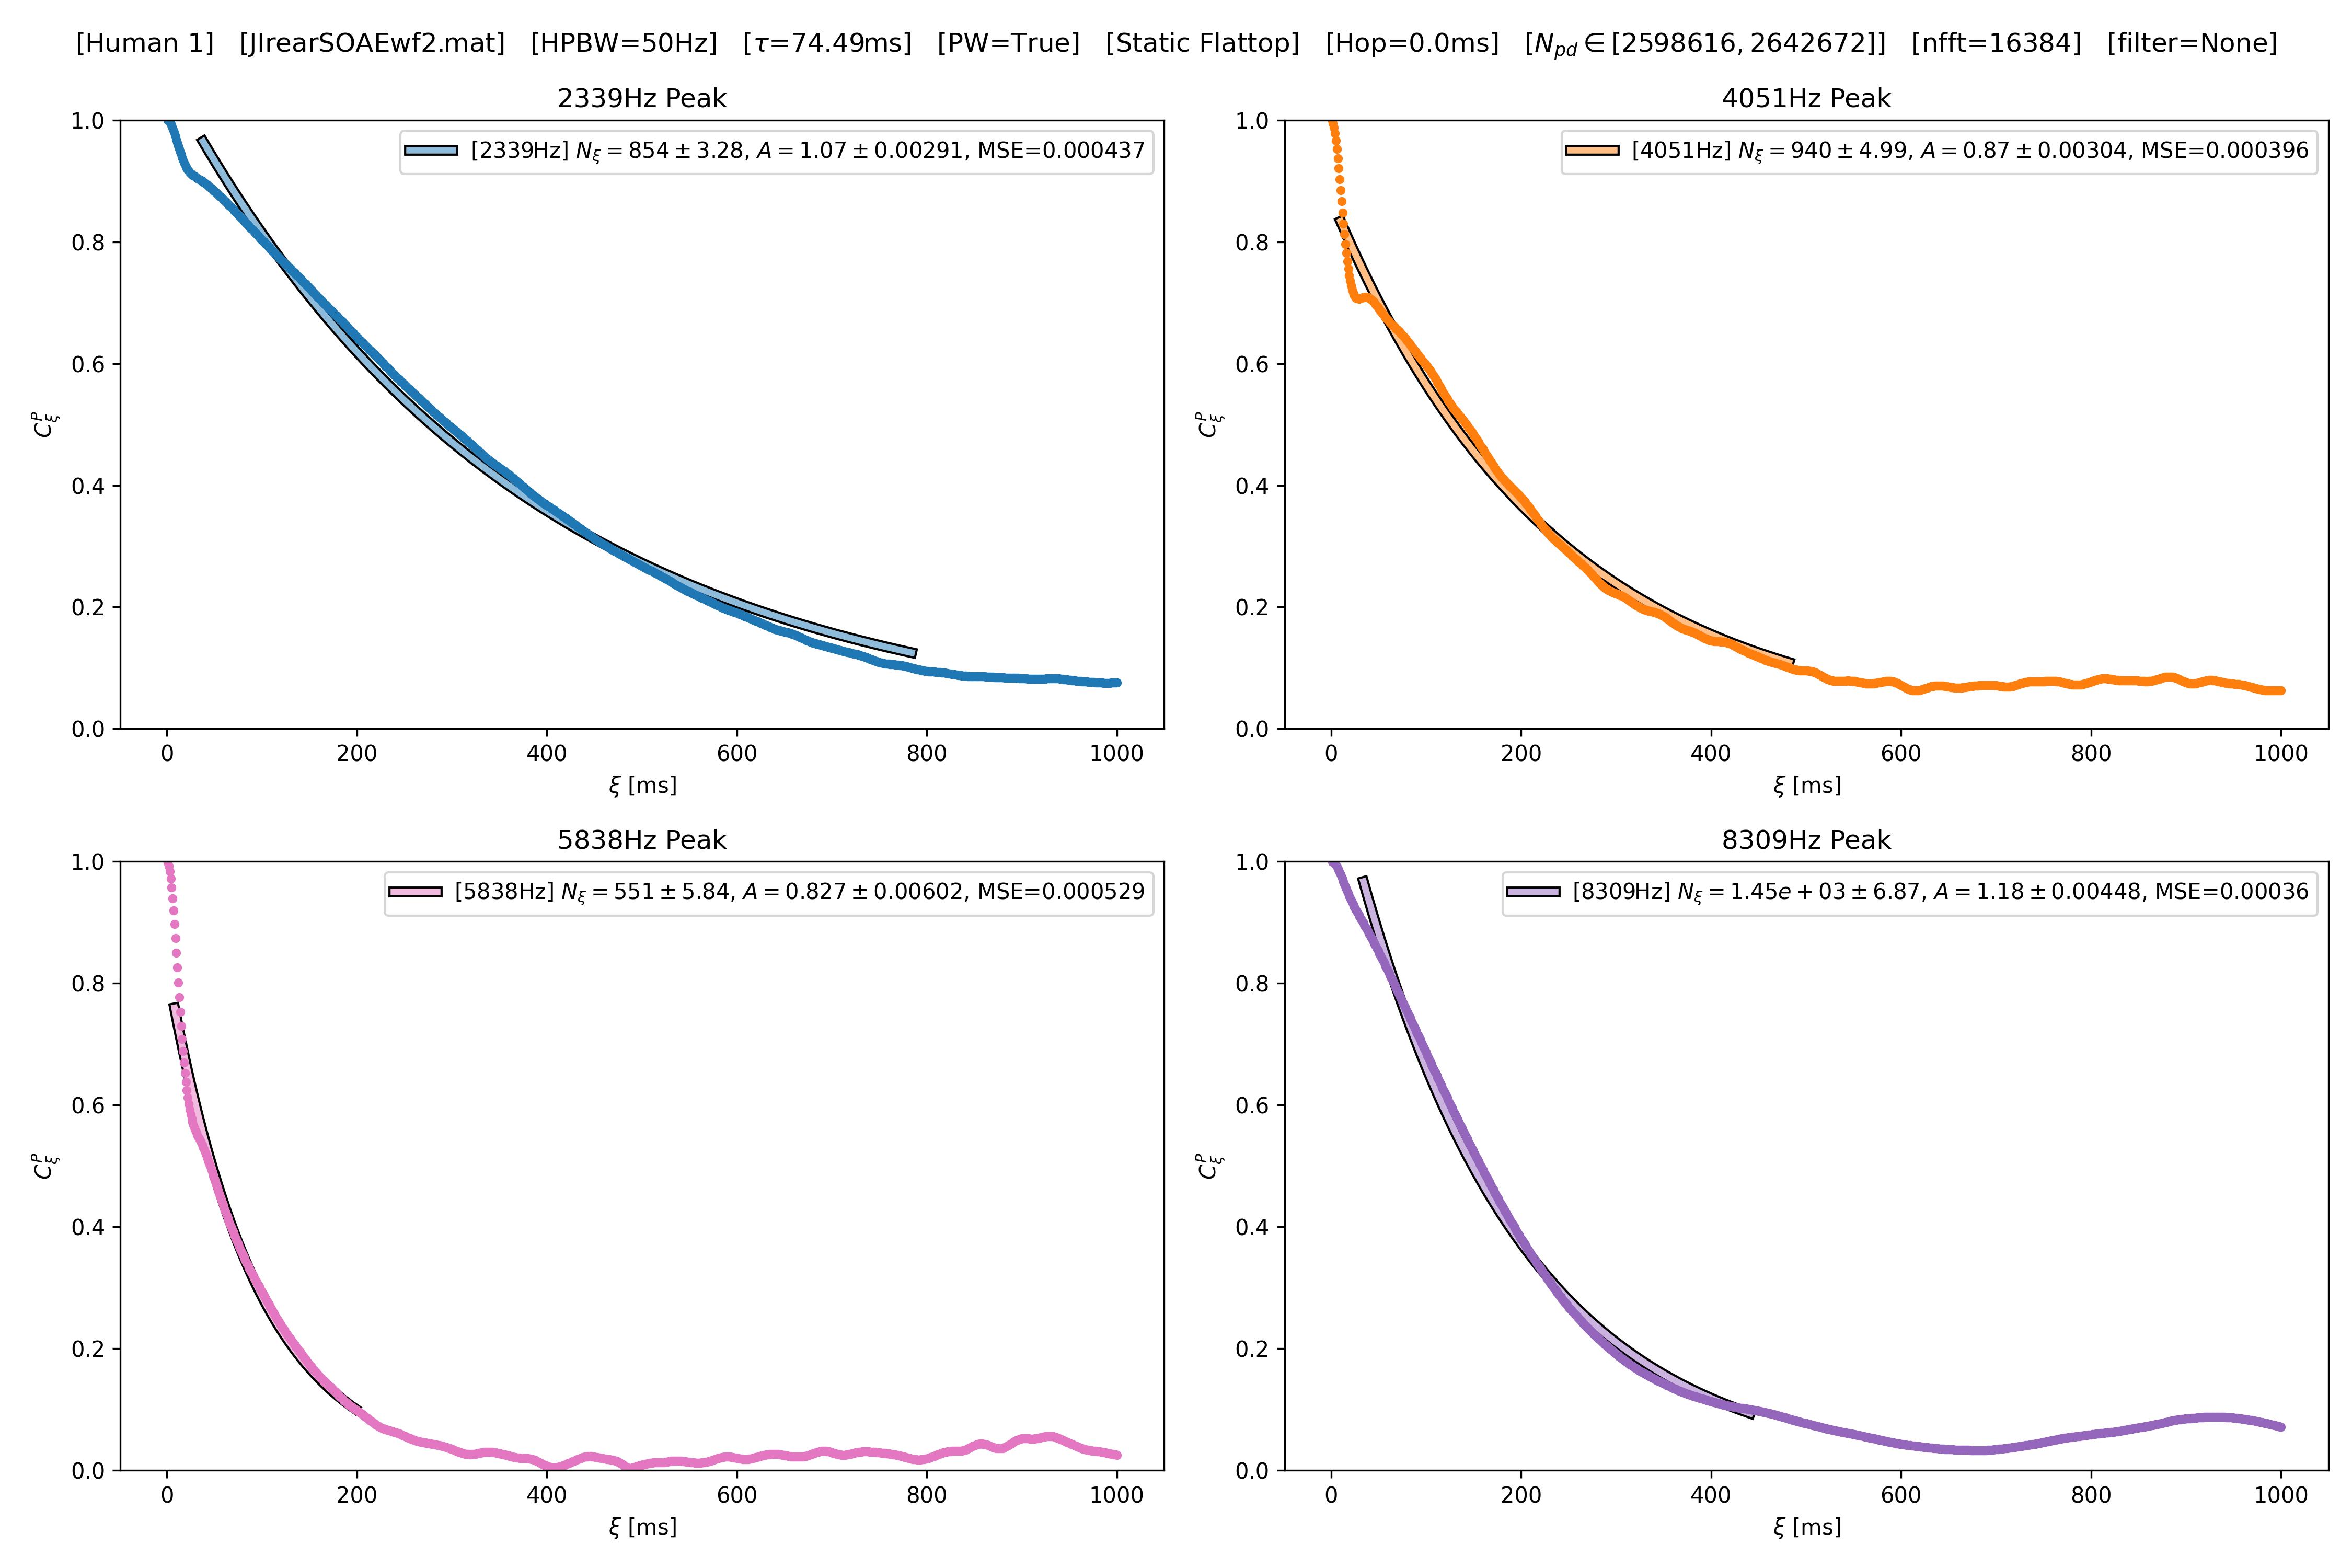 [Human 1] [JIrearSOAEwf2.mat] [HPBW=50Hz] [τ=74.49ms] [PW=True] [Static Flattop] [Hop=0.0ms] [N_pd ∈ [2598616, 2642672]] [nfft=16384] [filter=None]
2339Hz Peak
[2339Hz] N_ξ = 854 ± 3.28, A = 1.07 ± 0.00291, MSE=0.000437
1.0
0.8
0.6
0.4
0.2
0.0
C^P_ξ
0 200 400 600 800 1000
ξ [ms]
4051Hz Peak
[4051Hz] N_ξ = 940 ± 4.99, A = 0.87 ± 0.00304, MSE=0.000396
1.0
0.8
0.6
0.4
0.2
0.0
C^P_ξ
0 200 400 600 800 1000
ξ [ms]
5838Hz Peak
[5838Hz] N_ξ = 551 ± 5.84, A = 0.827 ± 0.00602, MSE=0.000529
1.0
0.8
0.6
0.4
0.2
0.0
C^P_ξ
0 200 400 600 800 1000
ξ [ms]
8309Hz Peak
[8309Hz] N_ξ = 1.45e + 03 ± 6.87, A = 1.18 ± 0.00448, MSE=0.00036
1.0
0.8
0.6
0.4
0.2
0.0
C^P_ξ
0 200 400 600 800 1000
ξ [ms]